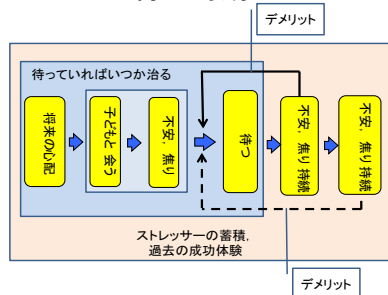 デメリット
待っていればいつか治る
将来の心配
子どもと会う
不安,焦り
待つ
不安,焦り持続
不安,焦り持続
ストレッサーの蓄積,
過去の成功体験
デメリット